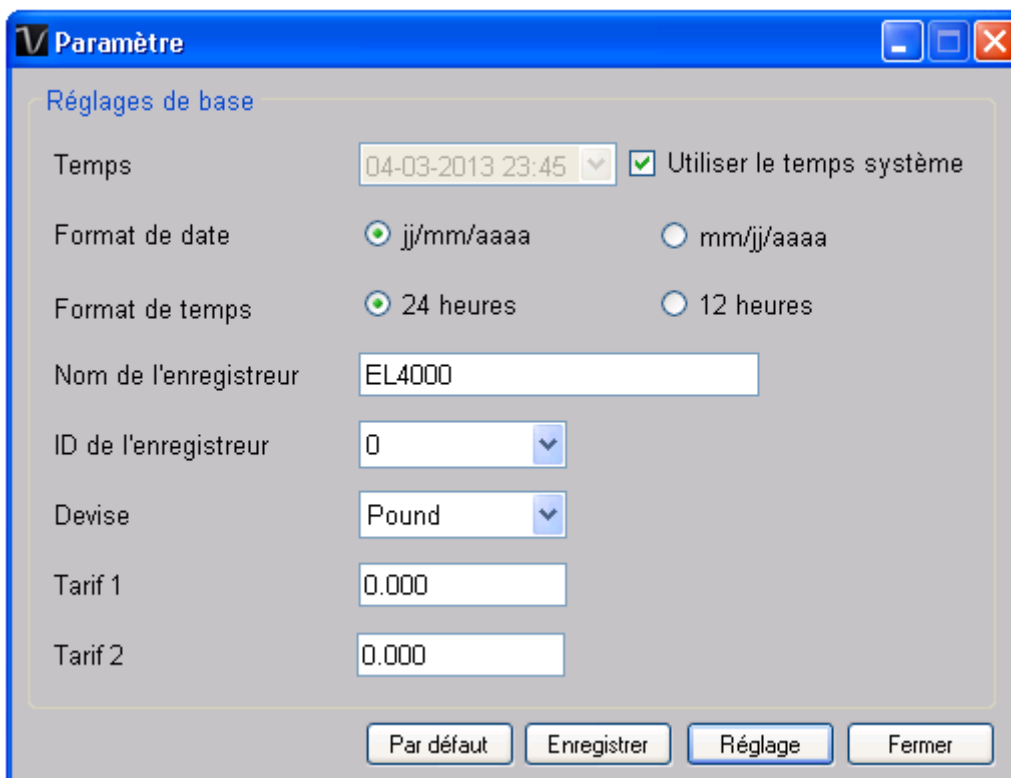 Paramètre
Réglages de base
Temps 04-03-2013 23:45 Utiliser le temps système
Format de date jj/mm/aaaa mm/jj/aaaa
Format de temps 24 heures 12 heures
Nom de l'enregistreur EL4000
ID de l'enregistreur 0
Devise Pound
Tarif 1 0.000
Tarif 2 0.000
Par défaut Enregistrer Réglage Fermer